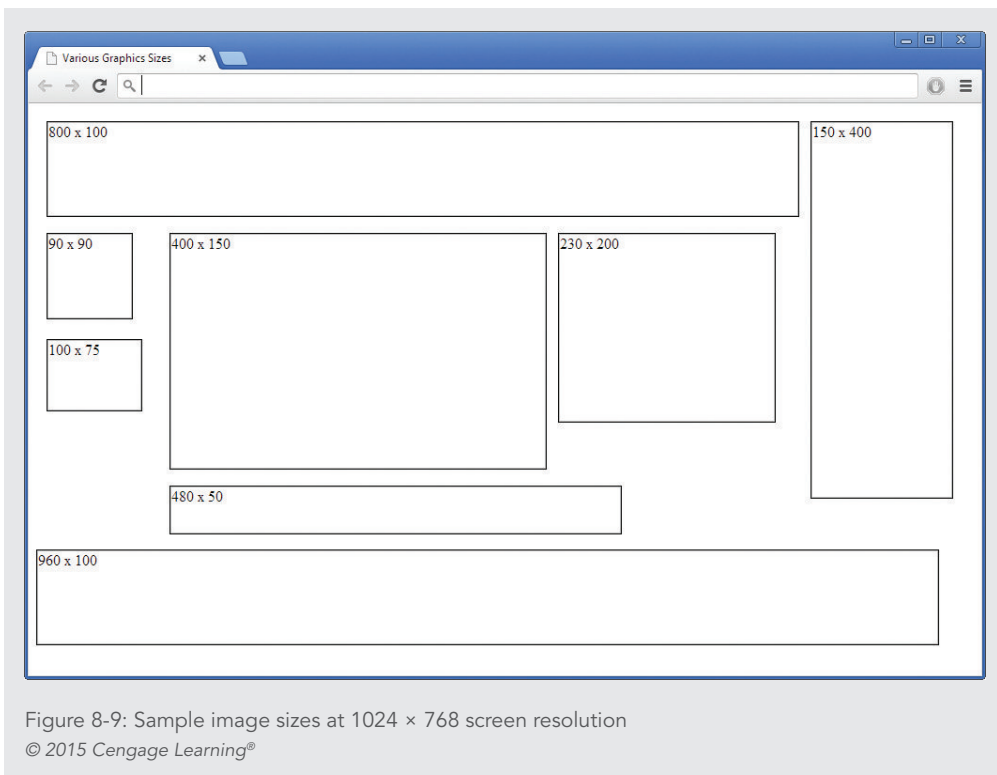 Various Graphics Sizes
800 x 100
150 x 400
90 x 90
400 x 150
230 x 200
100 x 75
480 x 50
960 x 100
Figure 8-9: Sample image sizes at 1024 × 768 screen resolution
© 2015 Cengage Learning®